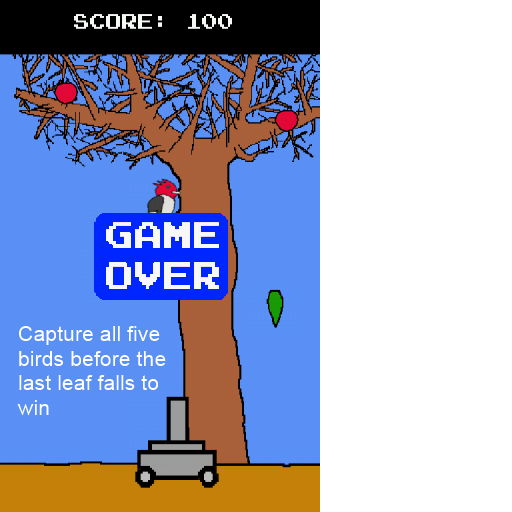 SCORE: 100
GAME
OVER
Capture all five
birds before the
last leaf falls to
win